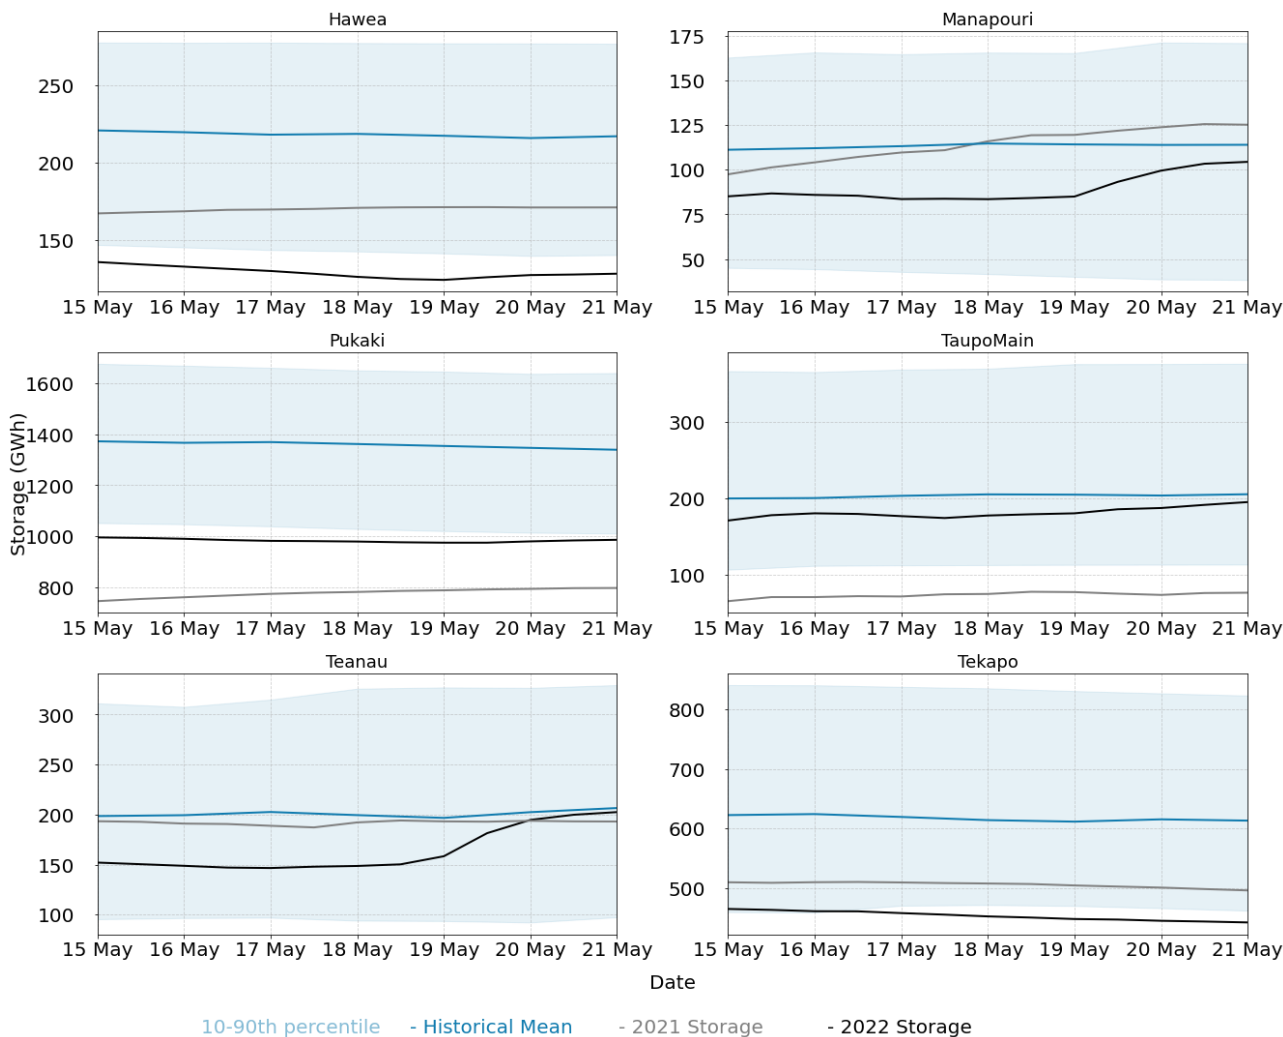 Hawea
250
200
150
15 May 16 May 17 May 18 May 19 May 20 May 21 May
Manapouri
175
150
125
100
75
50
15 May 16 May 17 May 18 May 19 May 20 May 21 May
Storage (GWh)
Pukaki
1600
1400
1200
1000
800
15 May 16 May 17 May 18 May 19 May 20 May 21 May
TaupoMain
300
200
100
15 May 16 May 17 May 18 May 19 May 20 May 21 May
Teanau
300
250
200
150
100
15 May 16 May 17 May 18 May 19 May 20 May 21 May
Tekapo
800
700
600
500
15 May 16 May 17 May 18 May 19 May 20 May 21 May
Date
10-90th percentile - Historical Mean - 2021 Storage - 2022 Storage